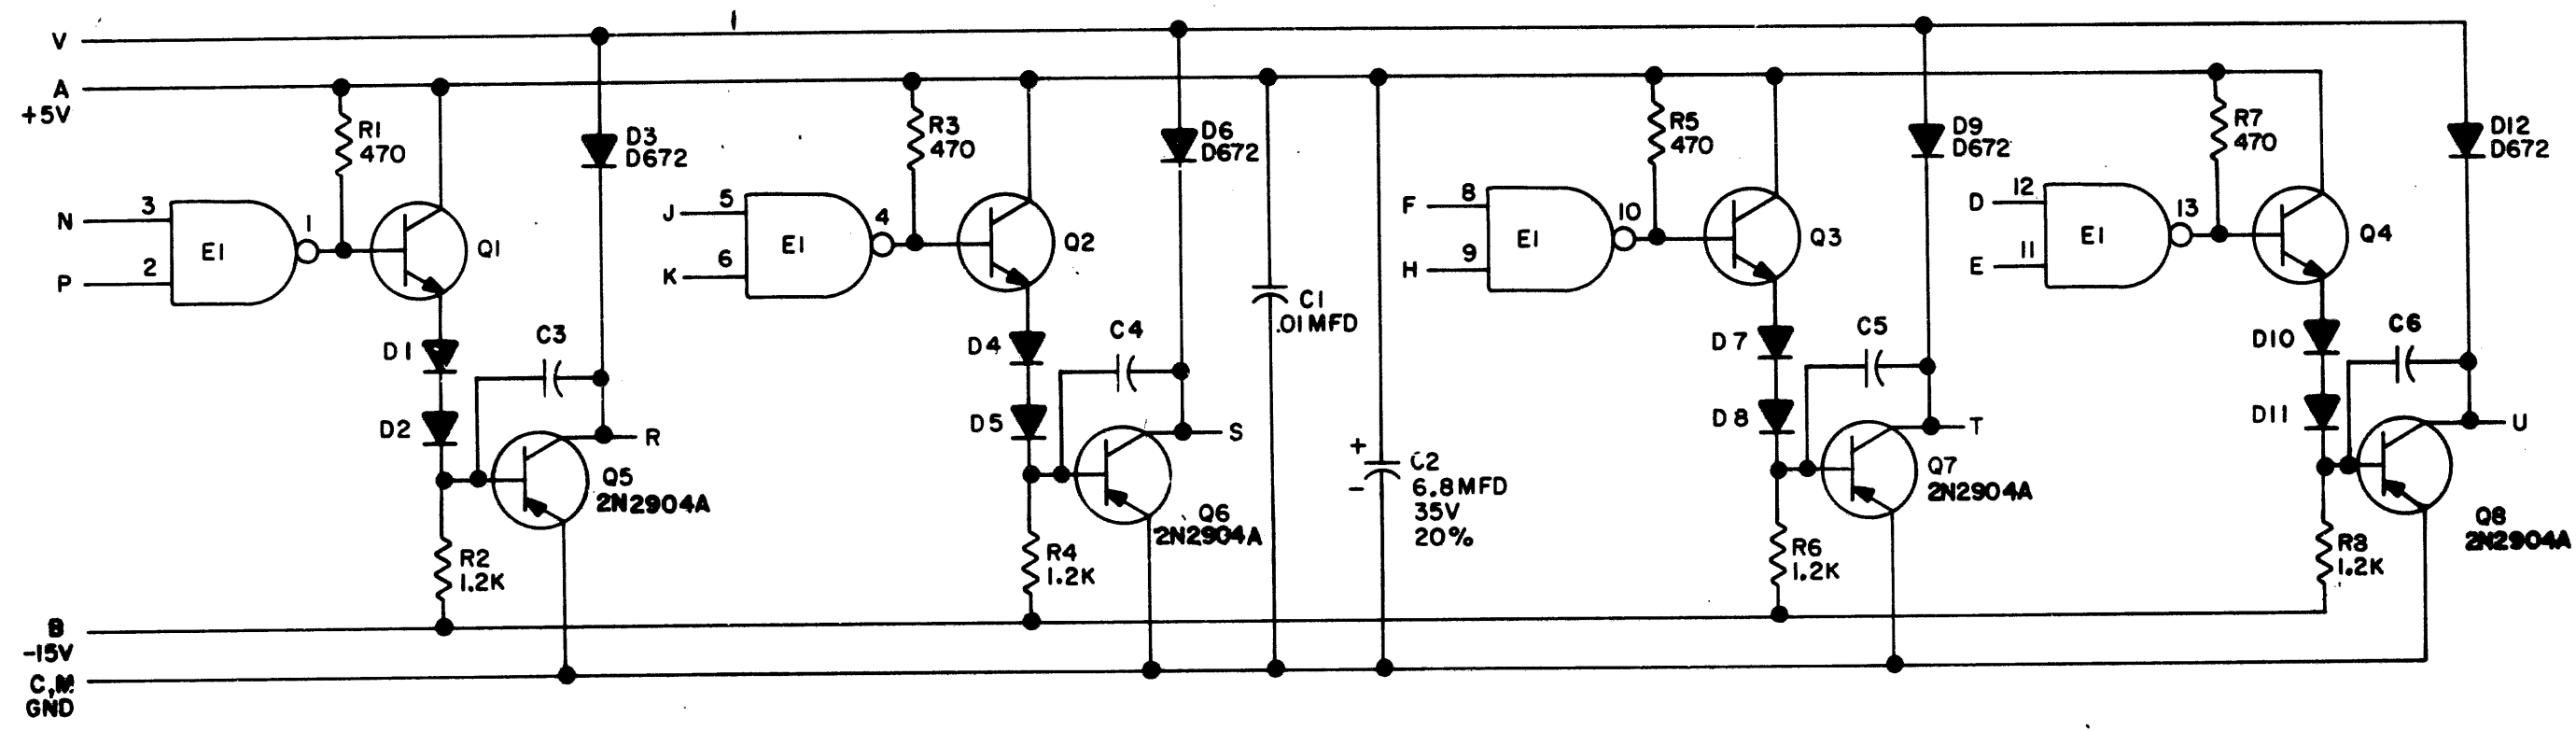 V
A
+5V
R1
470
D3
D672
R3
470
D6
D672
R5
470
D9
D672
R7
470
D12
D672
N
3
P
2
E1
1
Q1
J
5
K
6
E1
4
Q2
F
8
H
9
E1
10
Q3
D
12
E
11
E1
13
Q4
D1
D2
C3
R
Q5
2N2904A
R2
1.2K
D4
D5
C4
S
Q6
2N2904A
R4
1.2K
C1
.01MFD
+
-
C2
6.8MFD
35V
20%
D7
D8
C5
T
Q7
2N2904A
R6
1.2K
D10
D11
C6
U
Q8
2N2904A
R8
1.2K
B
-15V
C,M
GND